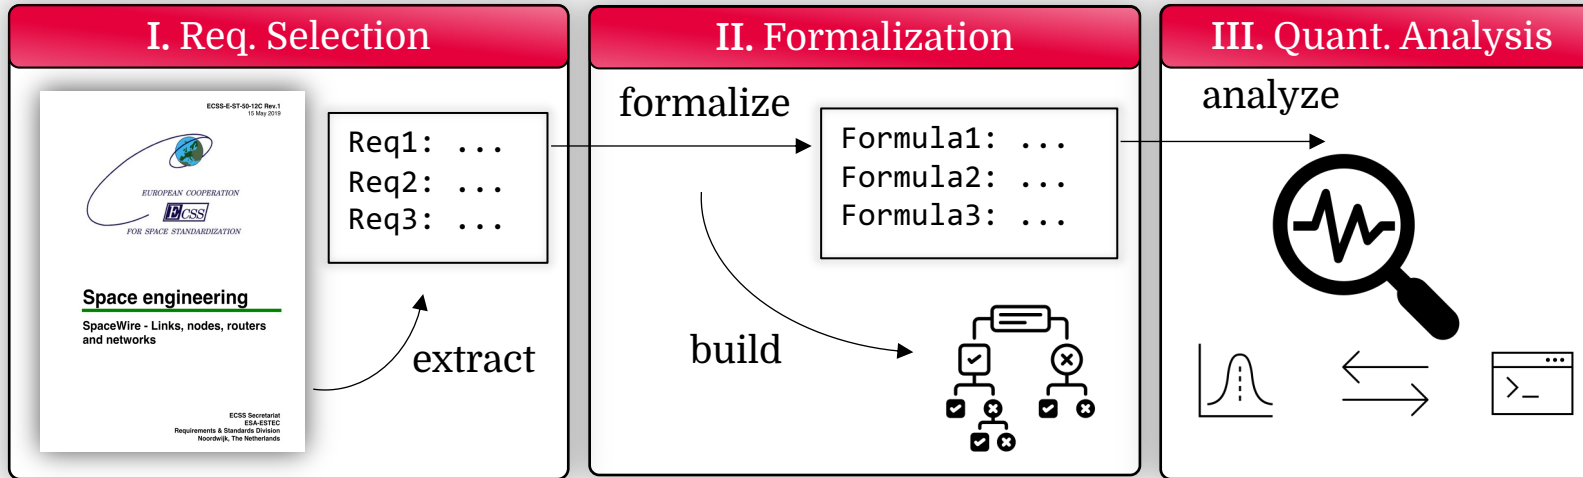 I. Req. Selection
ECSS-E-ST-50-12C Rev.1
15 May 2019
EUROPEAN COOPERATION
ECSS
FOR SPACE STANDARDIZATION
Space engineering
SpaceWire - Links, nodes, routers
and networks
ECSS Secretariat
ESA-ESTEC
Requirements & Standards Division
Noordwijk, The Netherlands
Req1: ...
Req2: ...
Req3: ...
extract
II. Formalization
formalize
Formula1: ...
Formula2: ...
Formula3: ...
build
III. Quant. Analysis
analyze
>_